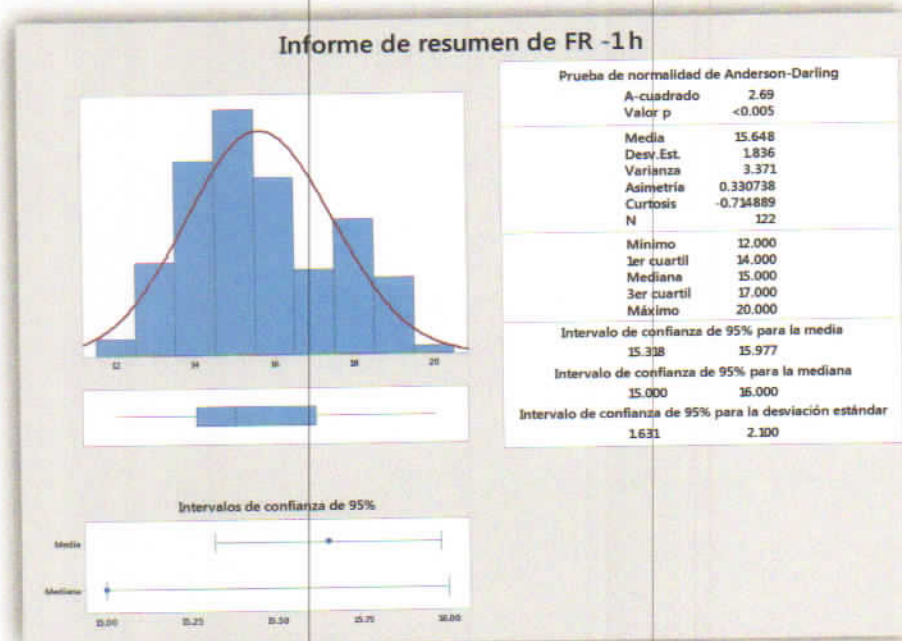 Informe de resumen de FR -1h
Prueba de normalidad de Anderson-Darling
A-cuadrado 2.69
Valor p <0.005
Media 15.648
Desv.Est. 1.836
Varianza 3.371
Asimetría 0.330738
Curtosis -0.714889
N 122
Mínimo 12.000
1er cuartil 14.000
Mediana 15.000
3er cuartil 17.000
Máximo 20.000
Intervalo de confianza de 95% para la media
15.318 15.977
Intervalo de confianza de 95% para la mediana
15.000 16.000
Intervalo de confianza de 95% para la desviación estándar
1.631 2.100
12 14 16 18 20
Intervalos de confianza de 95%
Media
Mediana
15.00 15.25 15.50 15.75 16.00